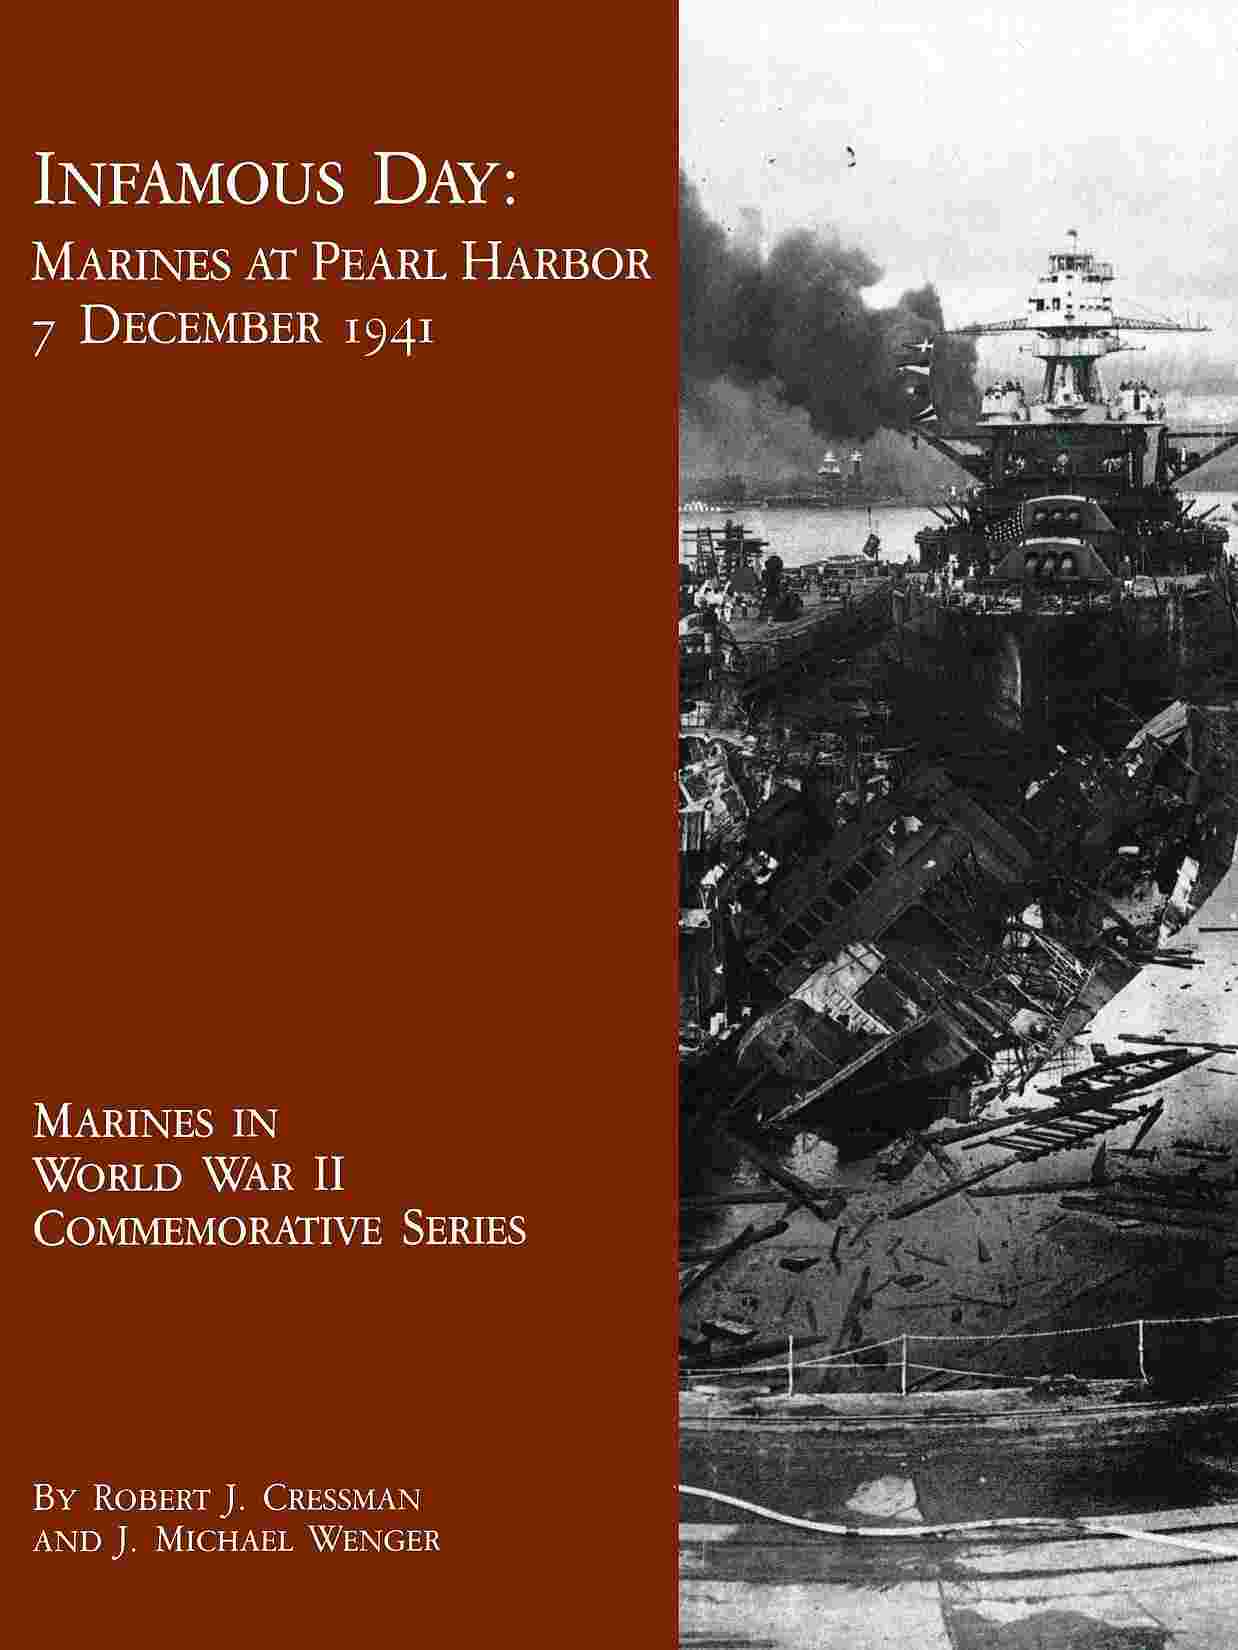 INFAMOUS DAY:
MARINES AT PEARL HARBOR
7 DECEMBER 1941
MARINES IN
WORLD WAR II
COMMEMORATIVE SERIES
BY ROBERT J. CRESSMAN
AND J. MICHAEL WENGER